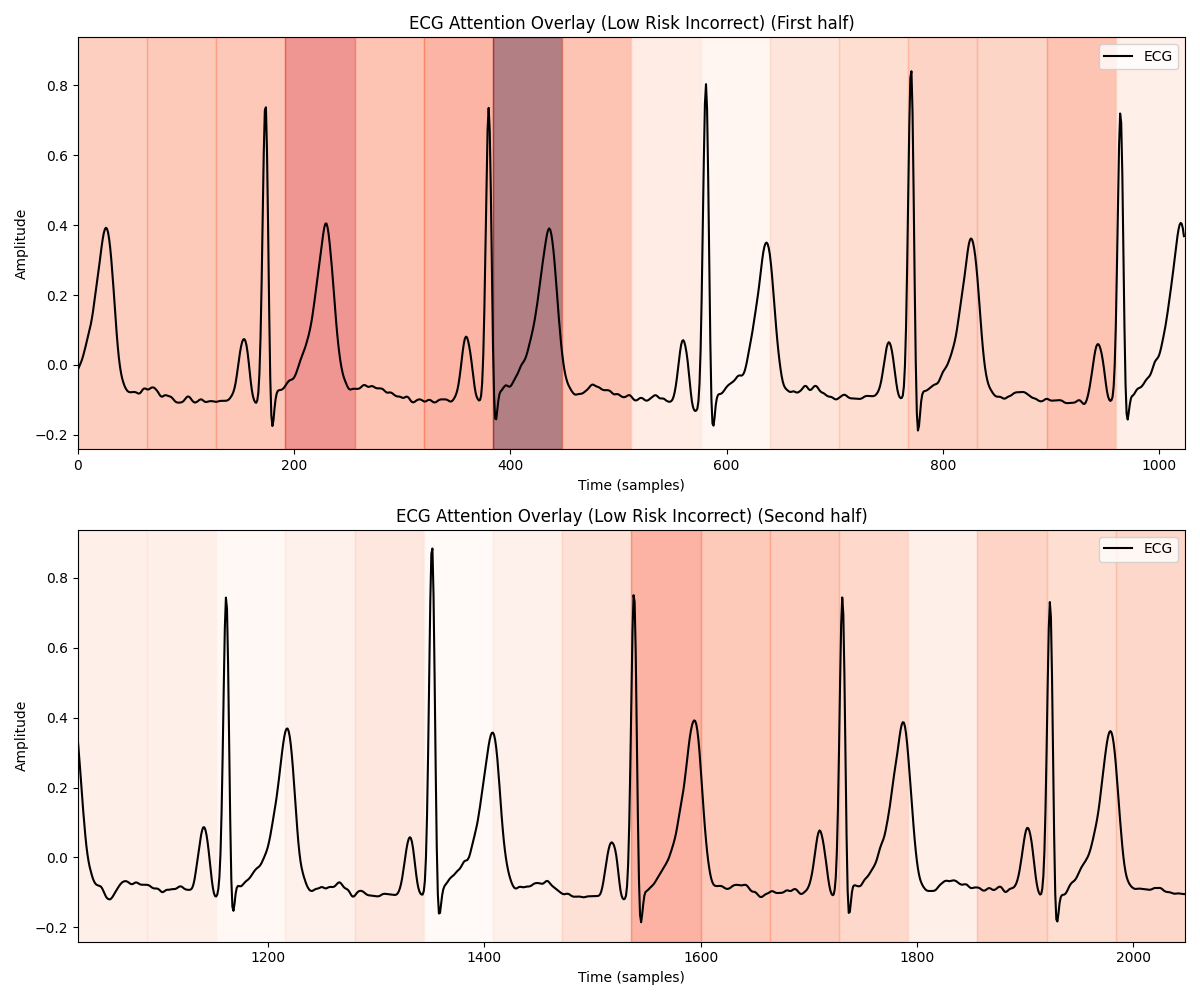 ECG Attention Overlay (Low Risk Incorrect) (First half)
ECG
0.8
0.6
0.4
0.2
0.0
−0.2
Amplitude
0 200 400 600 800 1000
Time (samples)
ECG Attention Overlay (Low Risk Incorrect) (Second half)
ECG
0.8
0.6
0.4
0.2
0.0
−0.2
Amplitude
1200 1400 1600 1800 2000
Time (samples)